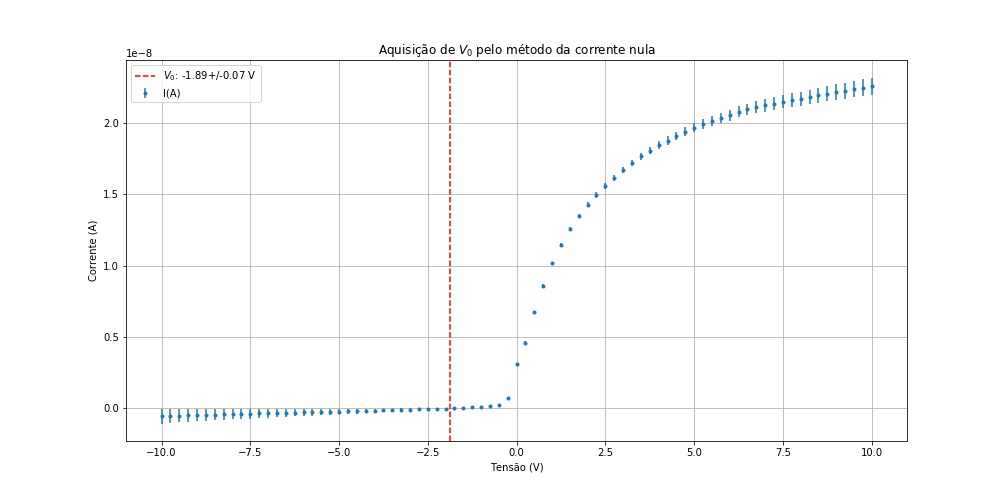 Aquisição de V₀ pelo método da corrente nula
1e−8
V₀: -1.89+/-0.07 V
I(A)
Corrente (A)
2.0
1.5
1.0
0.5
0.0
−10.0 −7.5 −5.0 −2.5 0.0 2.5 5.0 7.5 10.0
Tensão (V)